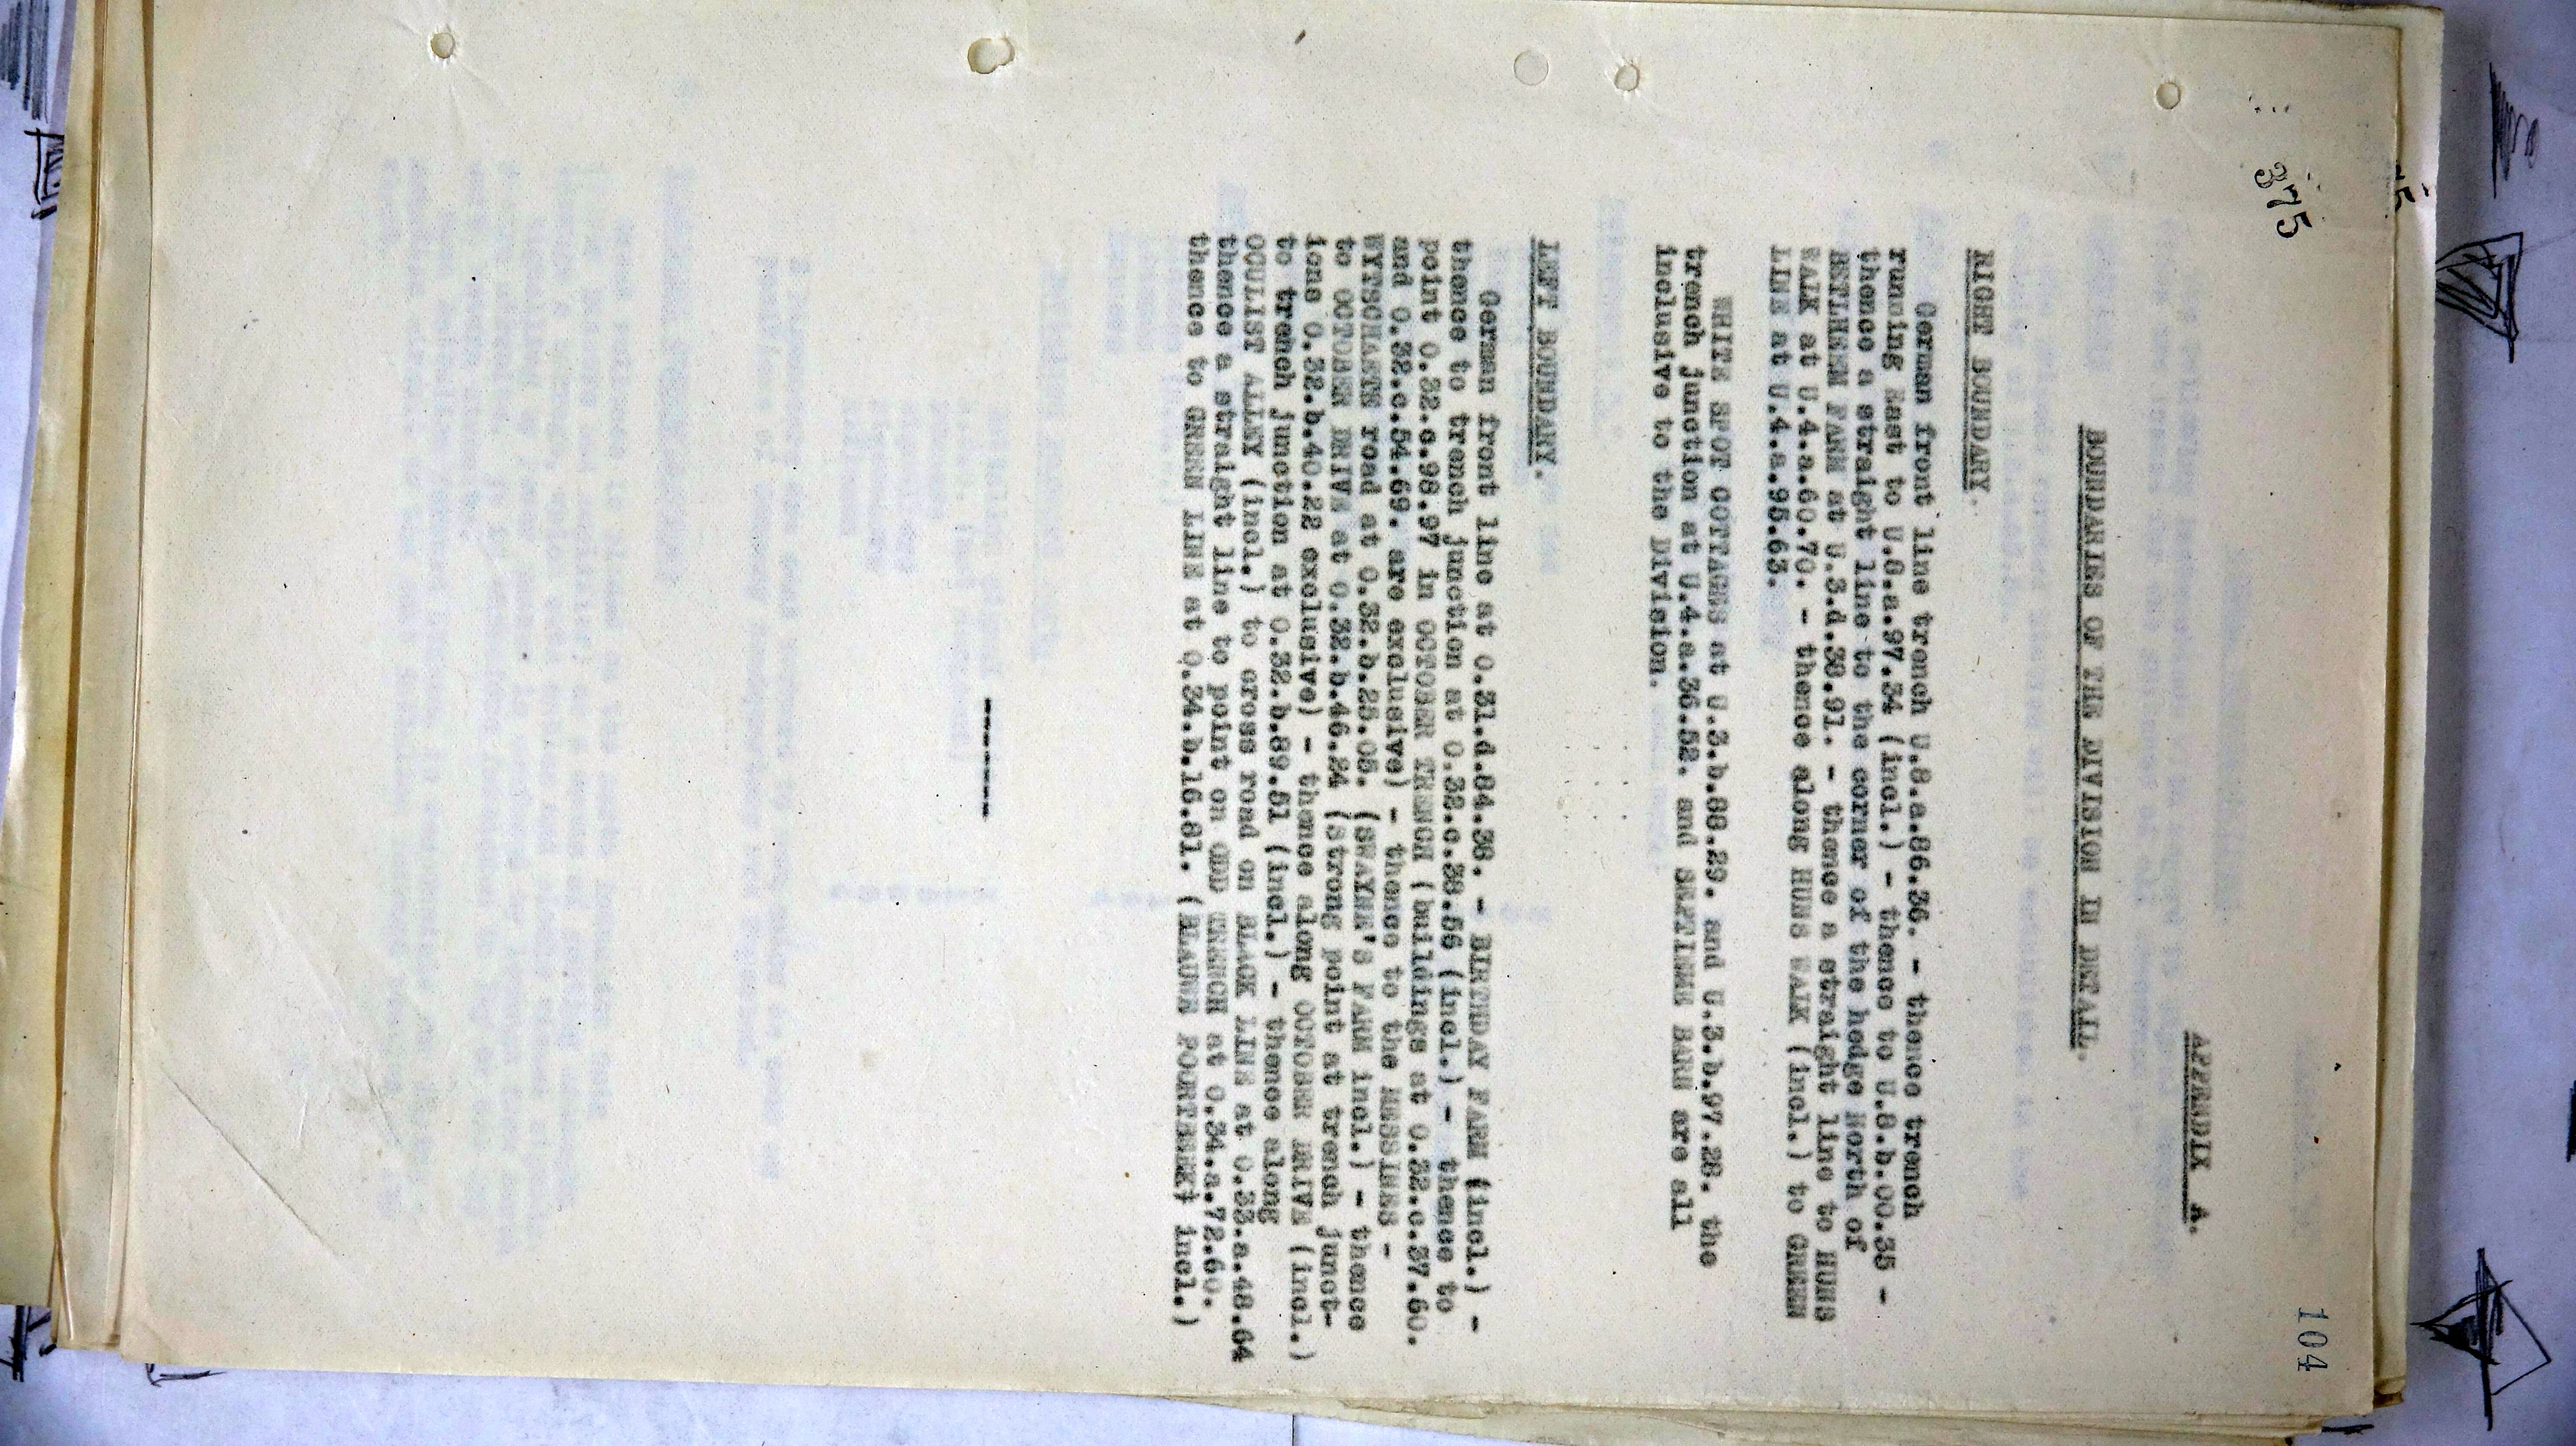 375
104
APPENDIX A.
BOUNDARIES OF THE DIVISION IN DETAIL.
RIGHT BOUNDARY.
German front line trench U.8.a.86.36. - thence trench
running East to U.8.a.97.34 (incl.) - thence to U.8.b.00.35 -
thence a straight line to the corner of the hedge North of
BETLHEEM FARM at U.3.d.38.91. - thence a straight line to HUNS
WALK at U.4.a.60.70. - thence along HUNS WALK (incl.) to GREEN
LINE at U.4.a.95.63.
WHITE SPOT COTTAGES at U.3.b.88.29. and U.3.b.97.28. the
trench junction at U.4.a.36.52. and SEPTIEME BARN are all
inclusive to the Division.
LEFT BOUNDARY.
German front line at O.31.d.84.38. - BIRTHDAY FARM (incl.) -
thence to trench junction at O.32.c.38.56 (incl.) - thence to
point O.32.c.98.97 in OCTOBER TRENCH (buildings at O.32.c.37.60.
and O.32.c.54.69. are exclusive) - thence to the MESSINES -
WYTSCHAETE road at O.32.b.25.05. (SHAYNE'S FARM incl.) - thence
to OCTOBER DRIVE at O.32.b.46.24 (strong point at trench junct-
ions O.32.b.40.22 exclusive) - thence along OCTOBER DRIVE (incl.)
to trench junction at O.32.b.89.51 (incl.) - thence along
OCULIST ALLEY (incl.) to cross road on BLACK LINE at O.33.a.48.64
thence a straight line to point on ODD TRENCH at O.34.a.72.60.
thence to GREEN LINE at O.34.b.16.81. (BLAUEN POORTBEEK incl.)
-------